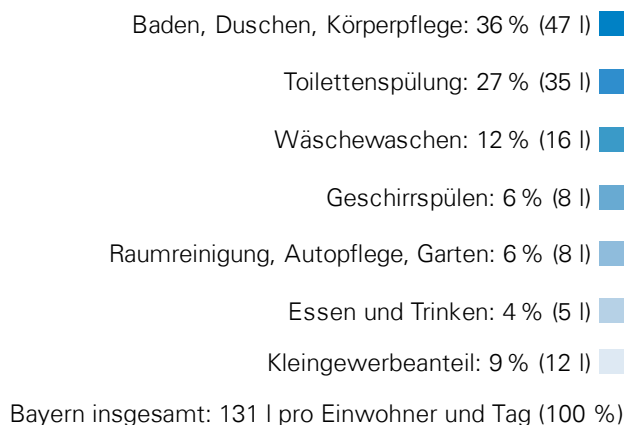 Baden, Duschen, Körperpflege: 36 % (47 l)
Toilettenspülung: 27 % (35 l)
Wäschewaschen: 12 % (16 l)
Geschirrspülen: 6 % (8 l)
Raumreinigung, Autopflege, Garten: 6 % (8 l)
Essen und Trinken: 4 % (5 l)
Kleingewerbeanteil: 9 % (12 l)
Bayern insgesamt: 131 l pro Einwohner und Tag (100 %)